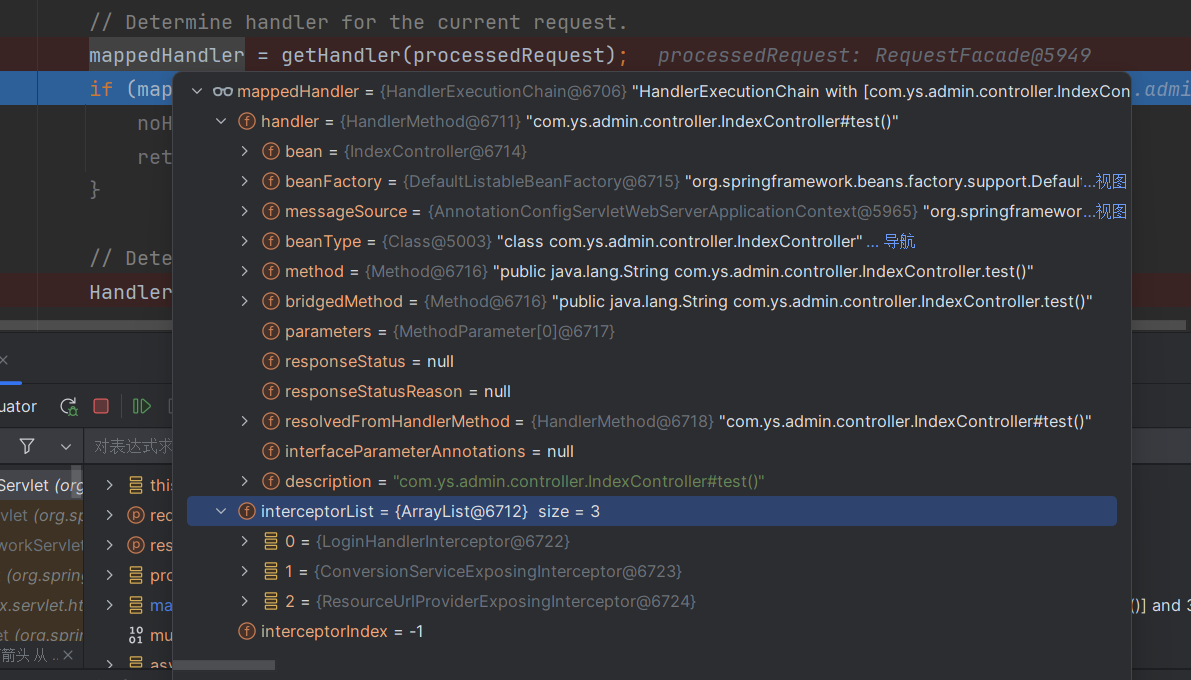 // Determine handler for the current request.
mappedHandler = getHandler(processedRequest); processedRequest: RequestFacade@5949
if (map
.admi
mappedHandler = {HandlerExecutionChain@6706} "HandlerExecutionChain with [com.ys.admin.controller.IndexCon
handler = {HandlerMethod@6711} "com.ys.admin.controller.IndexController#test()"
noH
bean = {IndexController@6714}
ret
beanFactory = {DefaultListableBeanFactory@6715} "org.springframework.beans.factory.support.Defaul ...视图
}
messageSource = {AnnotationConfigServletWebServerApplicationContext@5965} "org.springframewor ...视图
beanType = {Class@5003} "class com.ys.admin.controller.IndexController" ... 导航
// Dete
method = {Method@6716} "public java.lang.String com.ys.admin.controller.IndexController.test()"
Handler
bridgedMethod = {Method@6716} "public java.lang.String com.ys.admin.controller.IndexController.test()"
parameters = {MethodParameter[0]@6717}
responseStatus = null
responseStatusReason = null
uator
resolvedFromHandlerMethod = {HandlerMethod@6718} "com.ys.admin.controller.IndexController#test()"
对表达式求
interfaceParameterAnnotations = null
Servlet (org
this
description = "com.ys.admin.controller.IndexController#test()"
vlet (org.sp
rec
interceptorList = {ArrayList@6712} size = 3
workServlet
res
0 = {LoginHandlerInterceptor@6722}
(org.spring
pro
1 = {ConversionServiceExposingInterceptor@6723}
x.servlet.ht
ma
2 = {ResourceUrlProviderExposingInterceptor@6724}
()] and 3
et (org.sprin
01
10
mu
interceptorIndex = -1
箭头 从 ..
asy